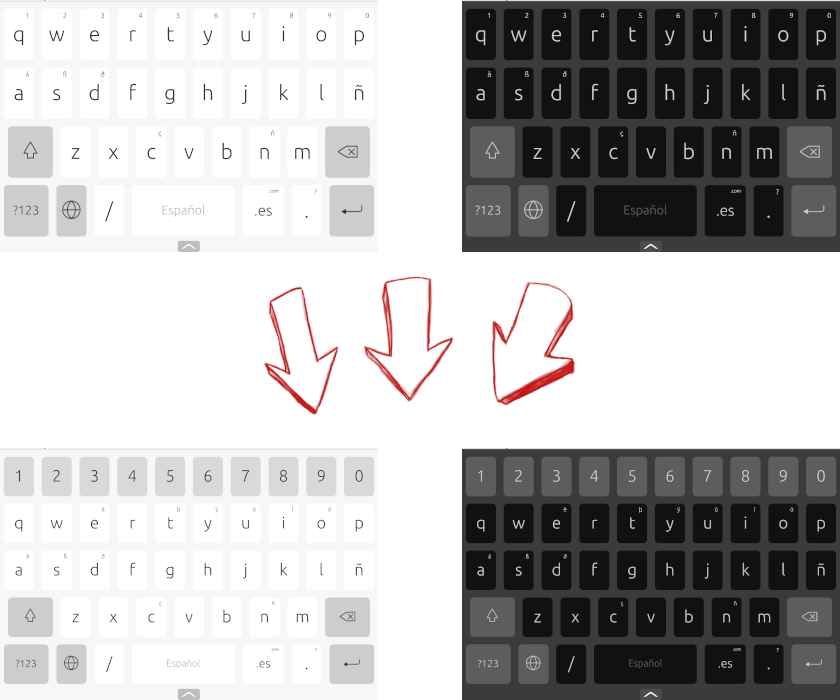 1 2 3 4 5 6 7 8 9 0
q w e r t y u i o p
ß ð
a s d f g h j k l ñ
ç ñ
z x c v b n m
.com ?
?123 / Español .es .
1 2 3 4 5 6 7 8 9 0
q w e r t y u i o p
ß ð
a s d f g h j k l ñ
ç ñ
z x c v b n m
.com ?
?123 / Español .es .
1 2 3 4 5 6 7 8 9 0
þ
q w e r t y u i o p
ß ð
a s d f g h j k l ñ
ç ñ
z x c v b n m
.com ?
?123 / Español .es .
1 2 3 4 5 6 7 8 9 0
þ
q w e r t y u i o p
ß ð
a s d f g h j k l ñ
ç ñ
z x c v b n m
.com ?
?123 / Español .es .